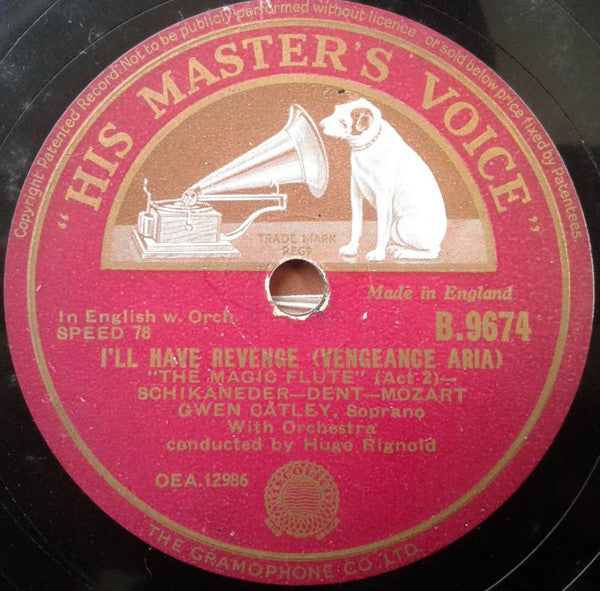 Copyright. Patented Record: Not to be publicly performed without licence or sold below price fixed by Patentees.
"HIS MASTER'S VOICE"
TRADE MARK
REGD
Made in England
In English w. Orch
SPEED 78
B.9674
I'LL HAVE REVENGE (VENGEANCE ARIA)
"THE MAGIC FLUTE" (Act 2)—
SCHIKANEDER—DENT—MOZART
GWEN CATLEY, Soprano
With Orchestra
conducted by Hugo Rignold
OEA.12986
THE GRAMOPHONE CO. LTD.